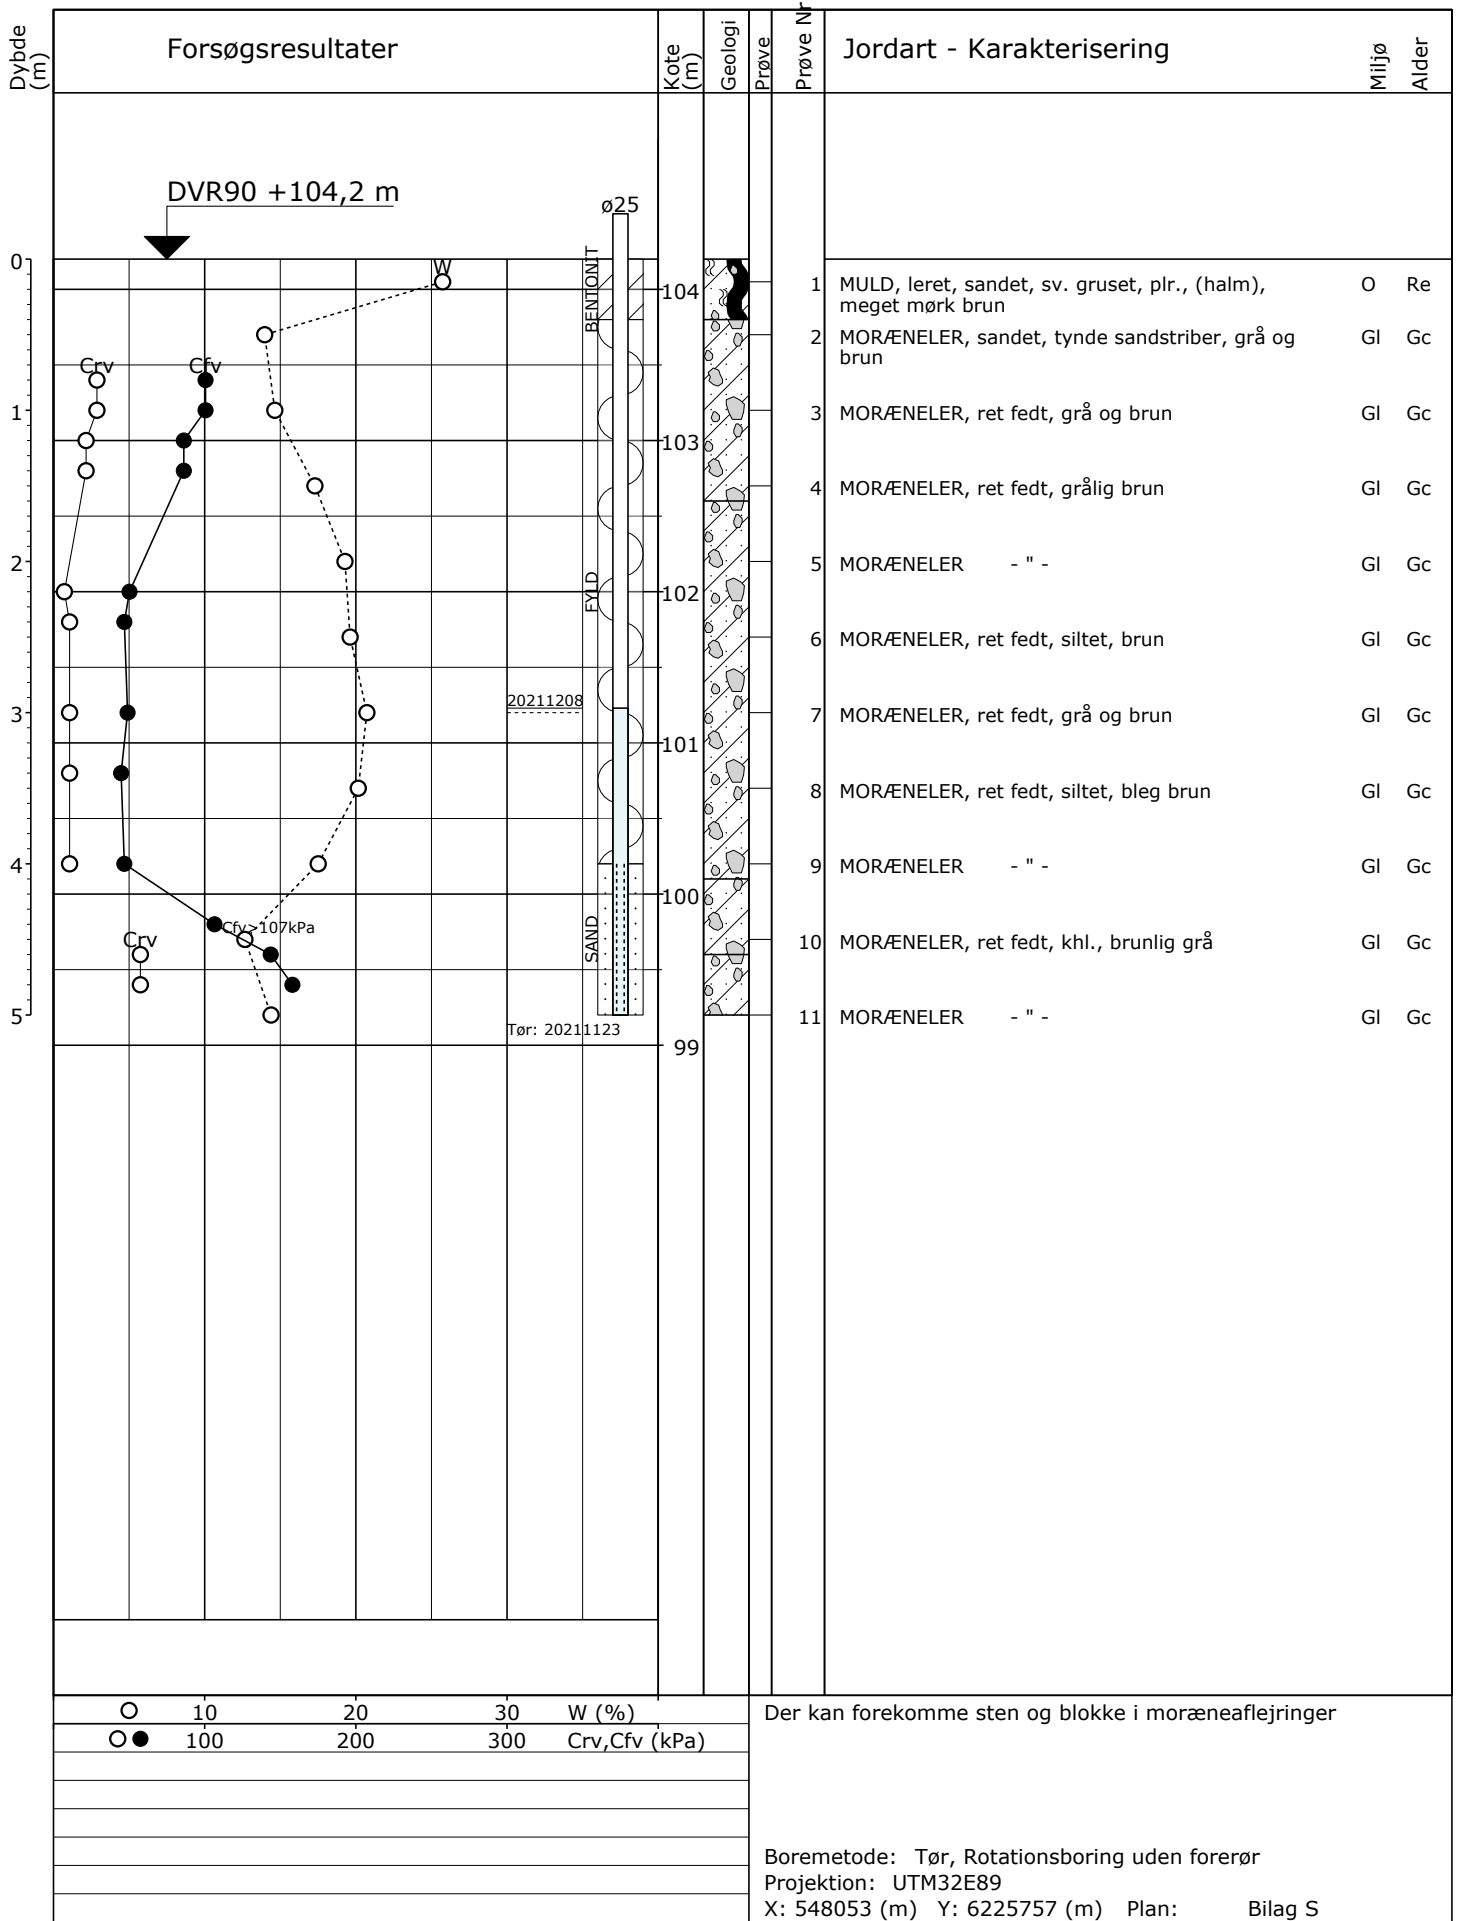 Dybde (m)
Forsøgsresultater
Kote (m)
Geologi
Prøve
Prøve Nr
Jordart - Karakterisering
Miljø
Alder
DVR90 +104,2 m
ø25
BENTONIT
0
W
104
1 MULD, leret, sandet, sv. gruset, plr., (halm), O Re
meget mørk brun
2 MORÆNELER, sandet, tynde sandstriber, grå og Gl Gc
brun
Crv
Cfv
1
3 MORÆNELER, ret fedt, grå og brun Gl Gc
103
4 MORÆNELER, ret fedt, grålig brun Gl Gc
2
5 MORÆNELER - " - Gl Gc
FYLD
102
6 MORÆNELER, ret fedt, siltet, brun Gl Gc
20211208
3
7 MORÆNELER, ret fedt, grå og brun Gl Gc
101
8 MORÆNELER, ret fedt, siltet, bleg brun Gl Gc
4
9 MORÆNELER - " - Gl Gc
100
Cfv>107kPa
Crv
SAND
10 MORÆNELER, ret fedt, khl., brunlig grå Gl Gc
5
11 MORÆNELER - " - Gl Gc
Tør: 20211123
99
10 20 30 W (%)
100 200 300 Crv,Cfv (kPa)
Der kan forekomme sten og blokke i moræneaflejringer
Boremetode: Tør, Rotationsboring uden forerør
Projektion: UTM32E89
X: 548053 (m) Y: 6225757 (m) Plan: Bilag S